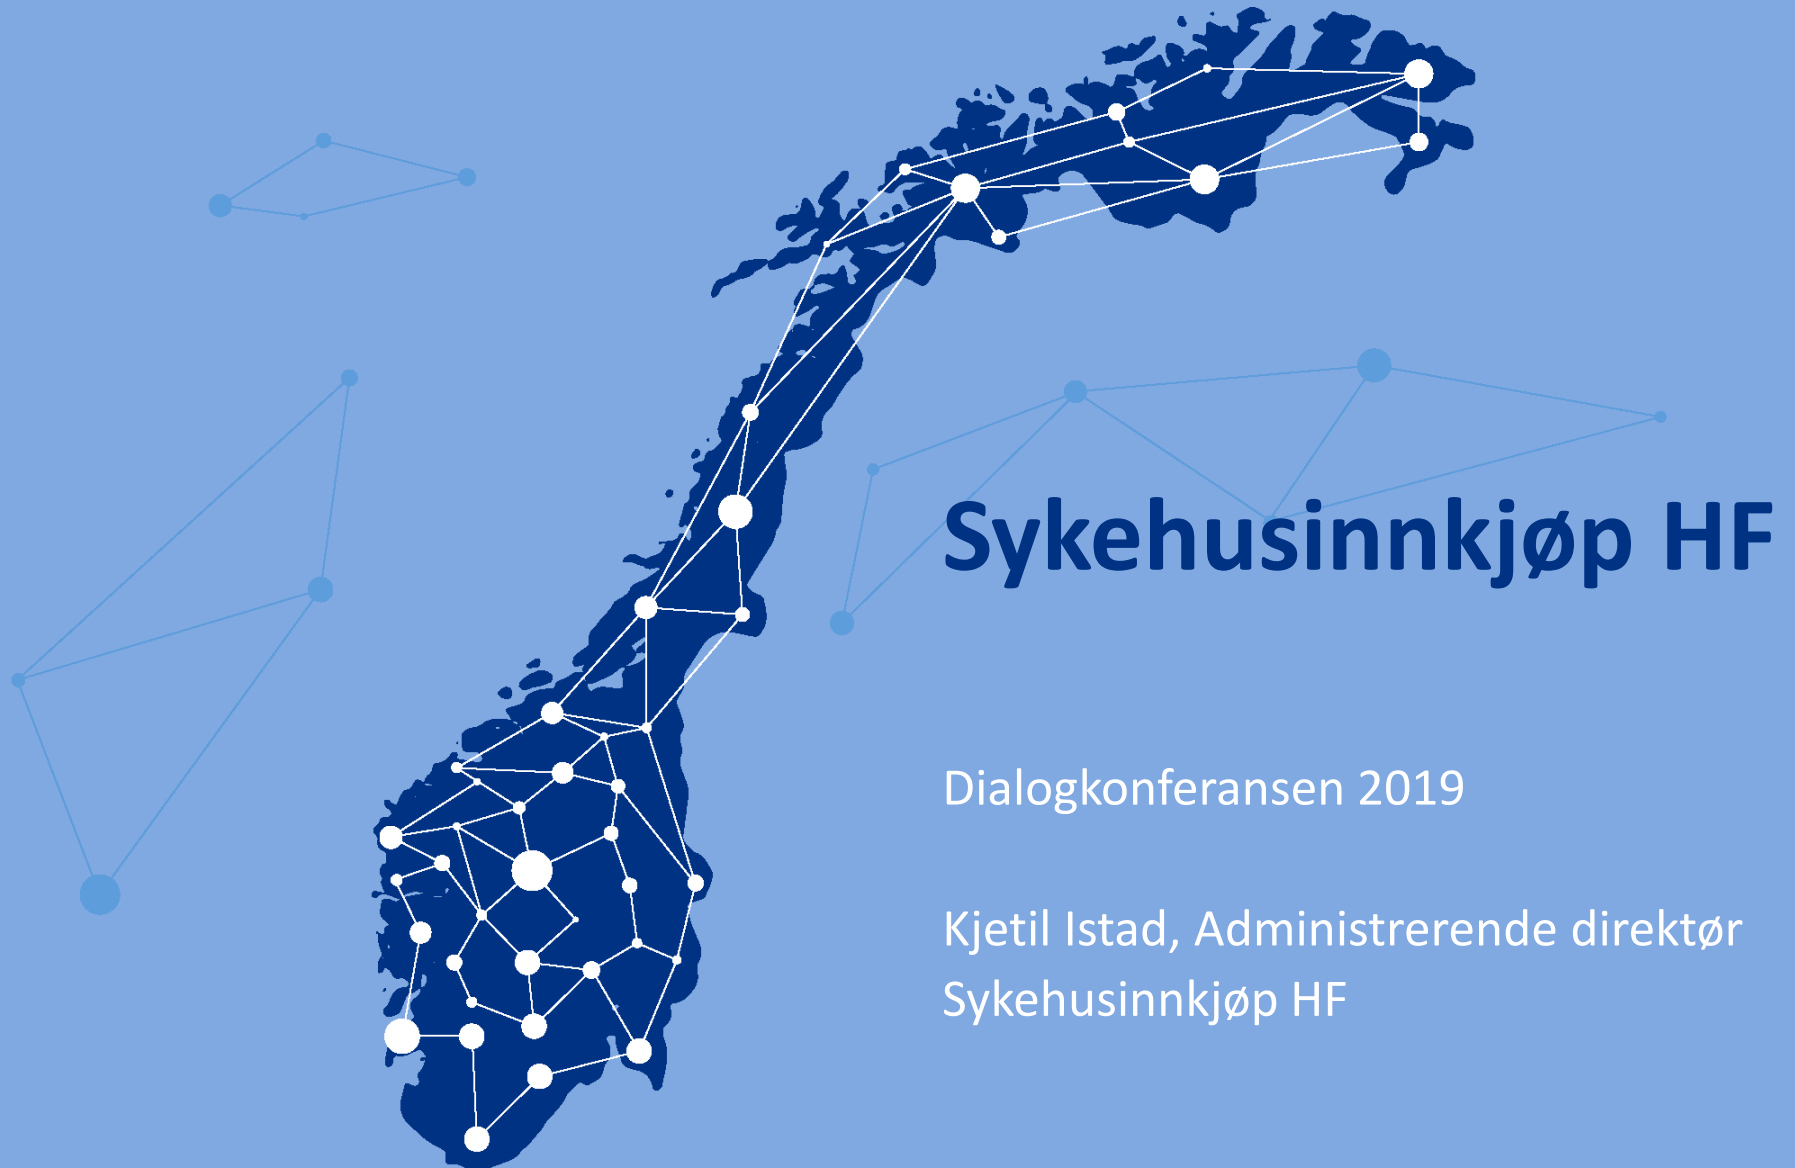 Sykehusinnkjøp HF
Dialogkonferansen 2019
Kjetil Istad, Administrerende direktør
Sykehusinnkjøp HF